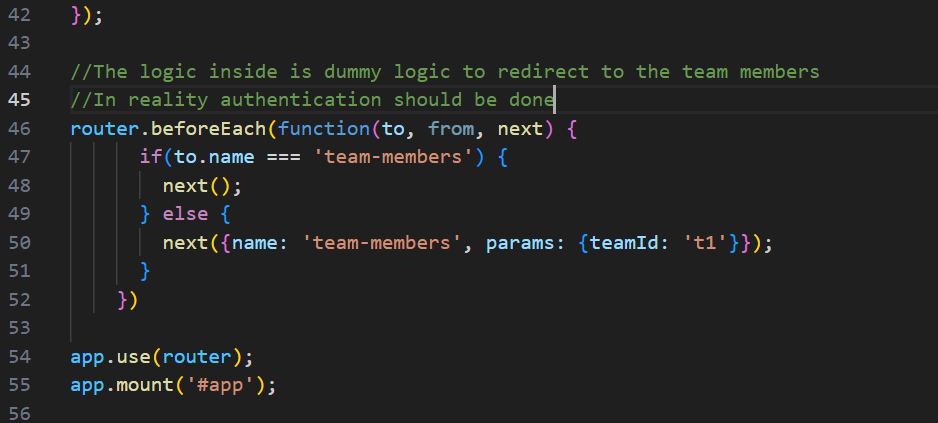 42 });
43
44 //The logic inside is dummy logic to redirect to the team members
45 //In reality authentication should be done
46 router.beforeEach(function(to, from, next) {
47 if(to.name === 'team-members') {
48 next();
49 } else {
50 next({name: 'team-members', params: {teamId: 't1'}});
51 }
52 })
53
54 app.use(router);
55 app.mount('#app');
56